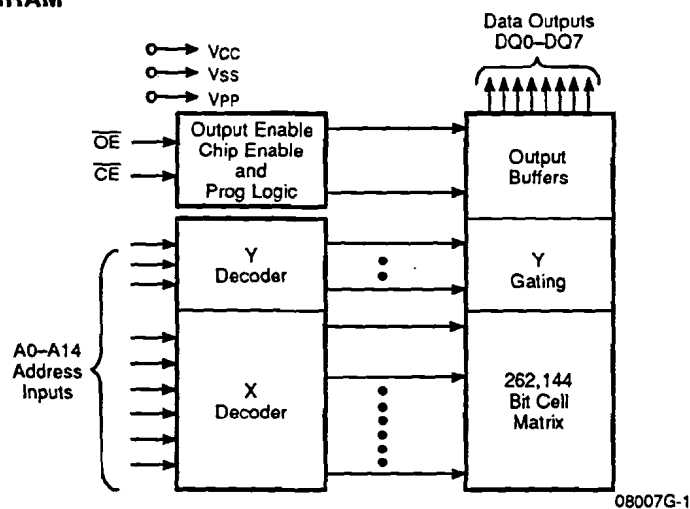 Data Outputs
DQ0–DQ7
VCC
VSS
VPP
OE
CE
Output Enable
Chip Enable
and
Prog Logic
Output
Buffers
Y
Decoder
Y
Gating
A0–A14
Address
Inputs
X
Decoder
262,144
Bit Cell
Matrix
08007G-1